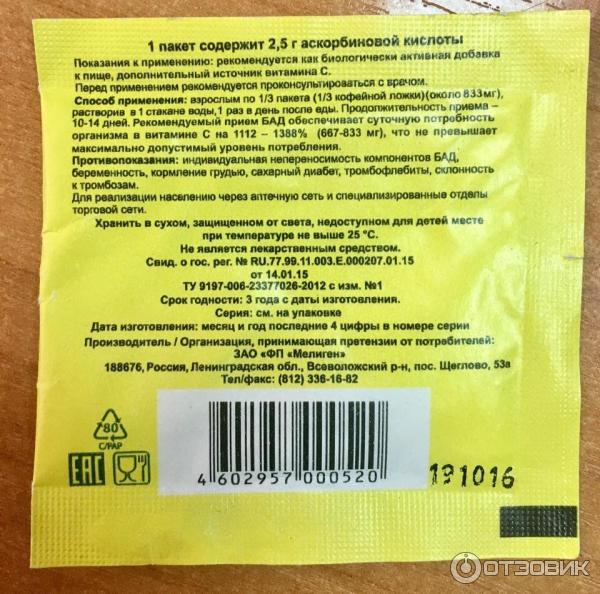 1 пакет содержит 2,5 г аскорбиновой кислоты
Показания к применению: рекомендуется как биологически активная добавка
к пище, дополнительный источник витамина С.
Перед применением рекомендуется проконсультироваться с врачом.
Способ применения: взрослым по 1/3 пакета (1/3 кофейной ложки)(около 833мг),
растворив в 1 стакане воды,1 раз в день после еды. Продолжительность приема –
10-14 дней. Рекомендуемый прием БАД обеспечивает суточную потребность
организма в витамине С на 1112 – 1388% (667-833 мг), что не превышает
максимально допустимый уровень потребления.
Противопоказания: индивидуальная непереносимость компонентов БАД,
беременность, кормление грудью, сахарный диабет, тромбофлебиты, склонность
к тромбозам.
Для реализации населению через аптечную сеть и специализированные отделы
торговой сети.
Хранить в сухом, защищенном от света, недоступном для детей месте
при температуре не выше 25 °С.
Не является лекарственным средством.
Свид. о гос. рег. № RU.77.99.11.003.Е.000207.01.15
от 14.01.15
ТУ 9197-006-23377026-2012 с изм. №1
Срок годности: 3 года с даты изготовления.
Серия: см. на упаковке
Дата изготовления: месяц и год последние 4 цифры в номере серии
Производитель / Организация, принимающая претензии от потребителей:
ЗАО «ФП «Мелиген»
188676, Россия, Ленинградская обл., Всеволожский р-н, пос. Щеглово, 53а
Тел/факс: (812) 336-16-82
80
C/PAP
EAC
4 602957 000520
191016
ОТЗОВИК